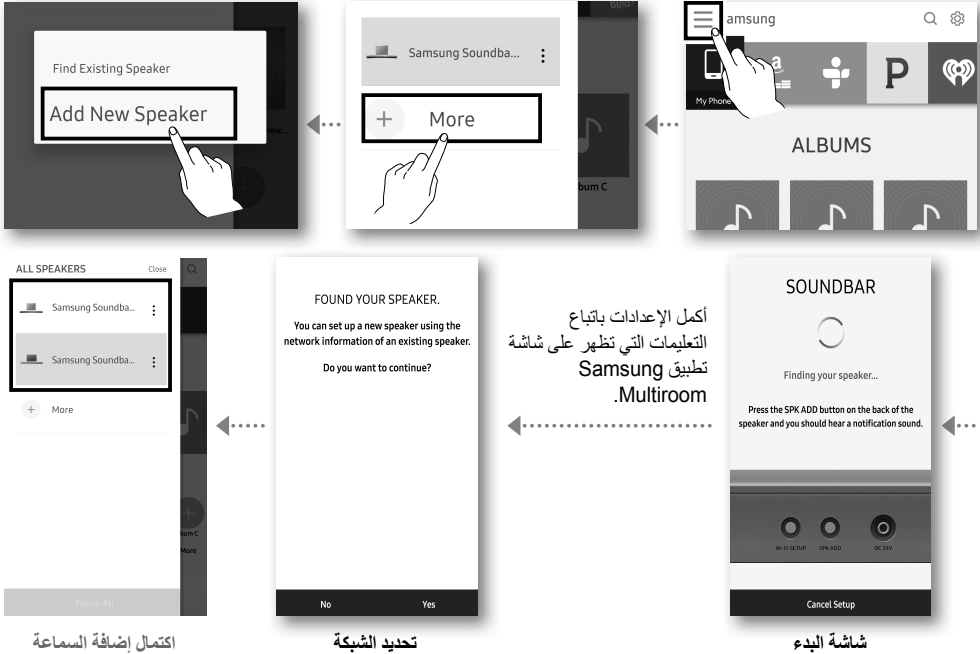 amsung
My Phone
ALBUMS
Samsung Soundba...
More
bum C
Find Existing Speaker
Add New Speaker
SOUNDBAR
Finding your speaker...
Press the SPK ADD button on the back of the
speaker and you should hear a notification sound.
WI-FI SETUP
SPK ADD
DC 24V
Cancel Setup
شاشة البدء
أكمل الإعدادات باتباع
التعليمات التي تظهر على شاشة
تطبيق Samsung
Multiroom.
FOUND YOUR SPEAKER.
You can set up a new speaker using the
network information of an existing speaker.
Do you want to continue?
No
Yes
تحديد الشبكة
ALL SPEAKERS
Close
Samsung Soundba...
Samsung Soundba...
More
bum C
More
Pause All
اكتمال إضافة السماعة